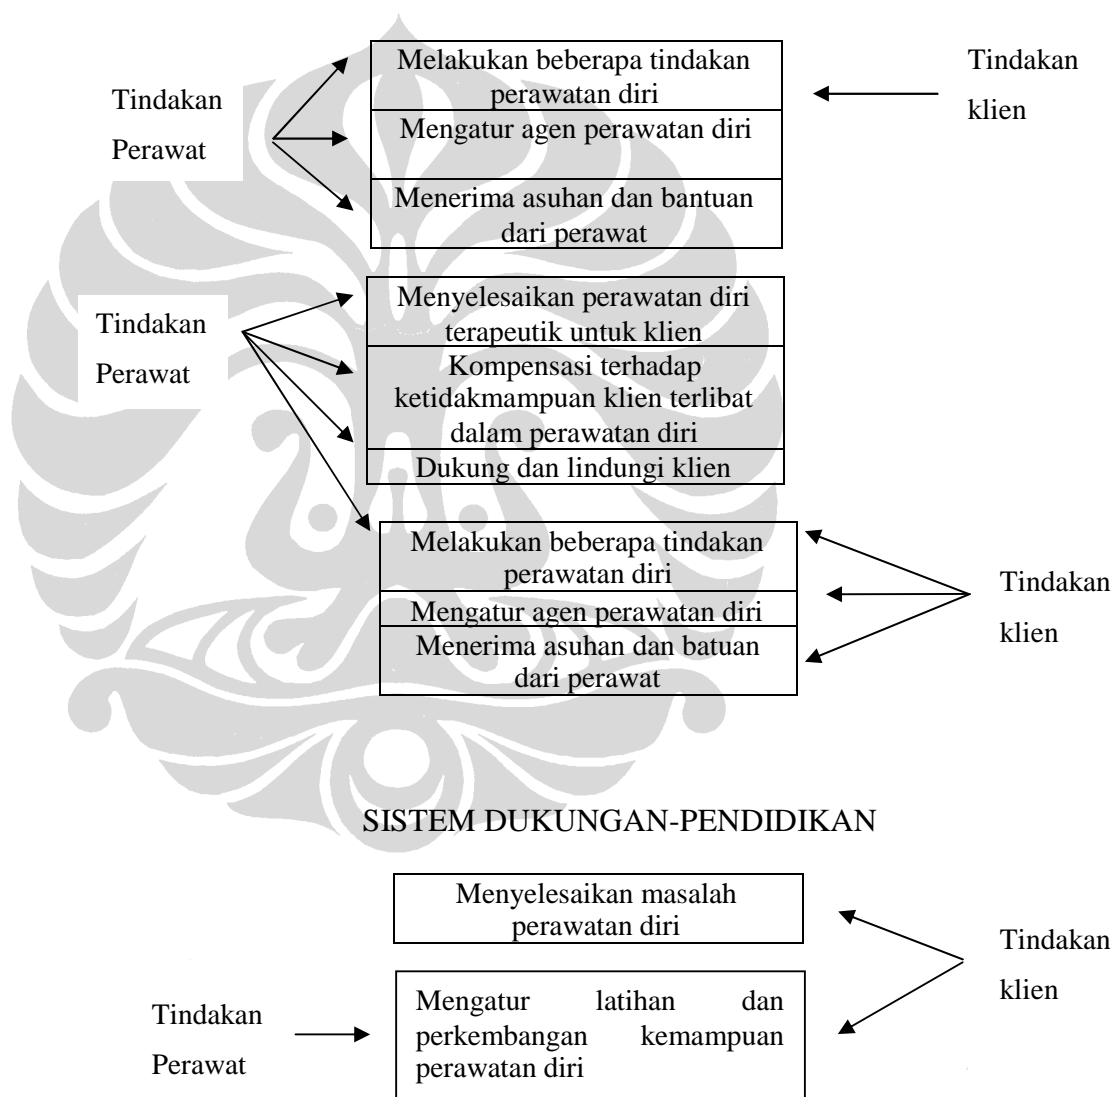 Tindakan
Perawat
Melakukan beberapa tindakan
perawatan diri
Mengatur agen perawatan diri
Menerima asuhan dan bantuan
dari perawat
Tindakan
klien
Tindakan
Perawat
Menyelesaikan perawatan diri
terapeutik untuk klien
Kompensasi terhadap
ketidakmampuan klien terlibat
dalam perawatan diri
Dukung dan lindungi klien
Melakukan beberapa tindakan
perawatan diri
Mengatur agen perawatan diri
Menerima asuhan dan batuan
dari perawat
Tindakan
klien
SISTEM DUKUNGAN-PENDIDIKAN
Menyelesaikan masalah
perawatan diri
Tindakan
klien
Tindakan
Perawat
Mengatur latihan dan
perkembangan kemampuan
perawatan diri